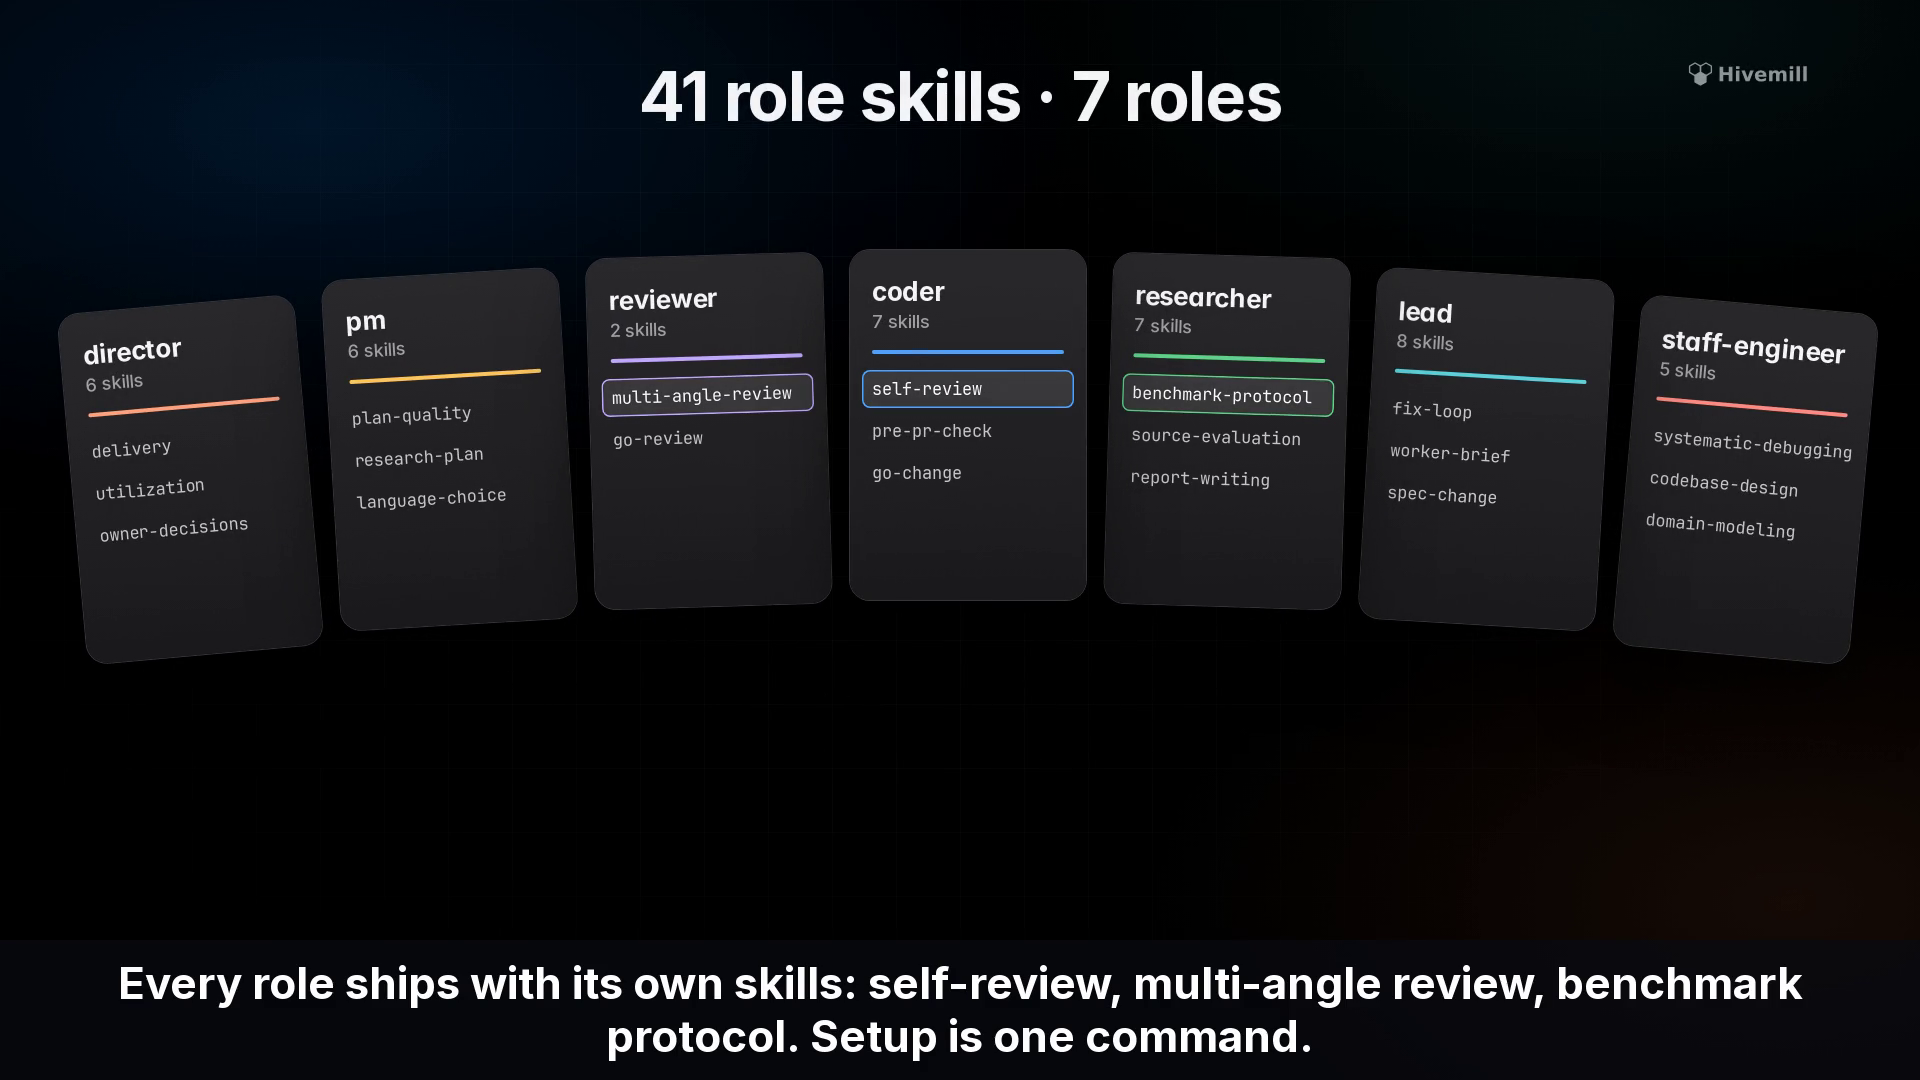 41 role skills · 7 roles
Hivemill
director
6 skills
delivery
utilization
owner-decisions
pm
6 skills
plan-quality
research-plan
language-choice
reviewer
2 skills
multi-angle-review
go-review
coder
7 skills
self-review
pre-pr-check
go-change
researcher
7 skills
benchmark-protocol
source-evaluation
report-writing
lead
8 skills
fix-loop
worker-brief
spec-change
staff-engineer
5 skills
systematic-debugging
codebase-design
domain-modeling
Every role ships with its own skills: self-review, multi-angle review, benchmark
protocol. Setup is one command.